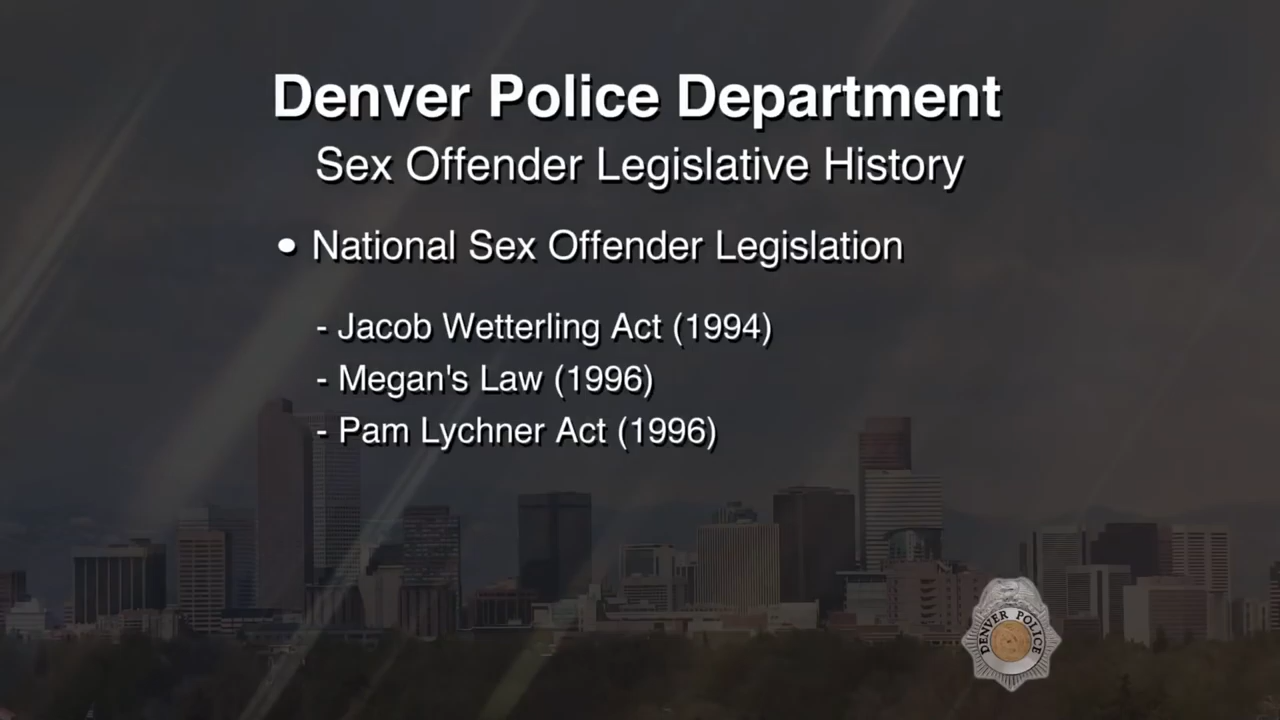 Denver Police Department
Sex Offender Legislative History
• National Sex Offender Legislation
- Jacob Wetterling Act (1994)
- Megan's Law (1996)
- Pam Lychner Act (1996)
DENVER POLICE